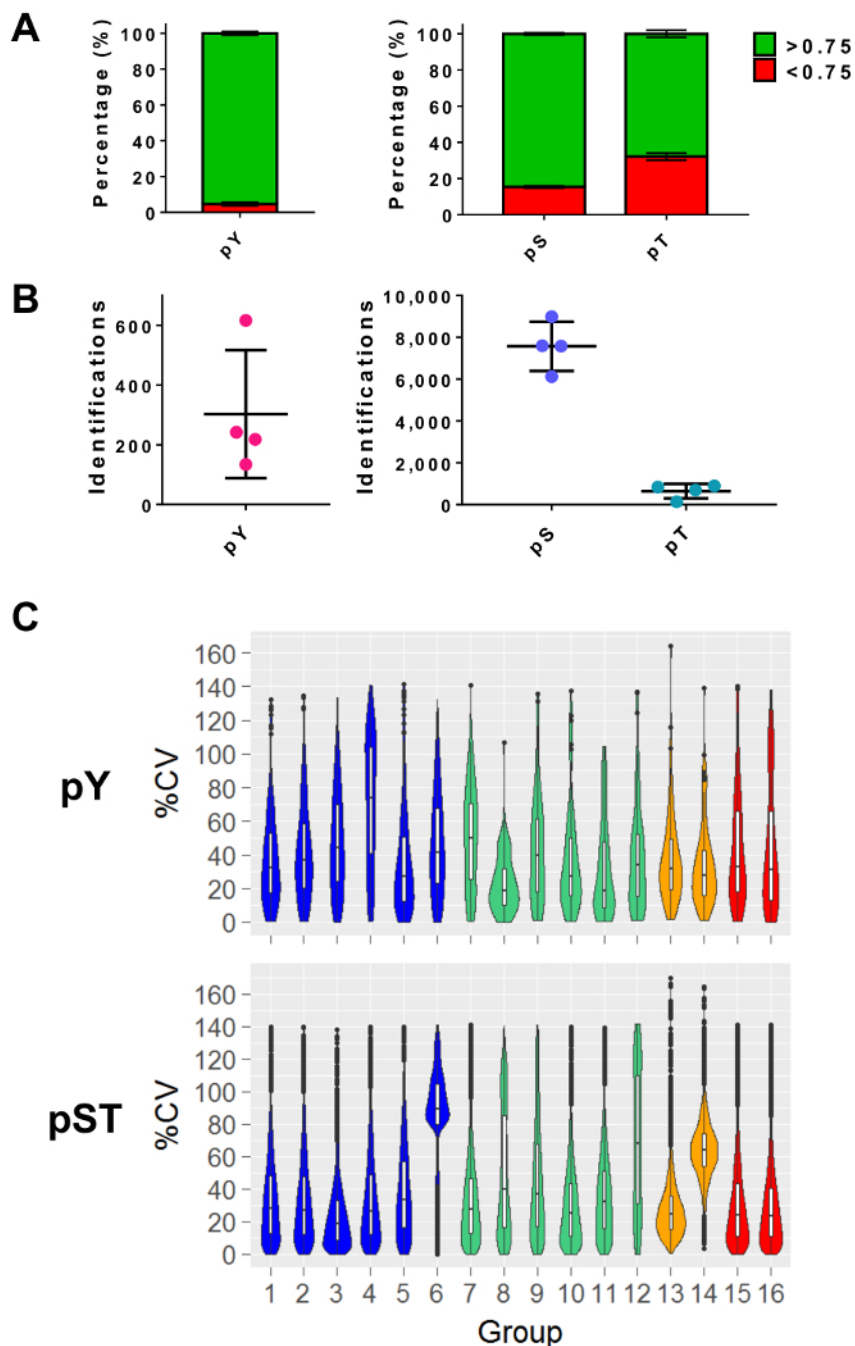 A
Percentage (%)
100
80
60
40
20
0
pY
Percentage (%)
100
80
60
40
20
0
pS
pT
>0.75
<0.75
B
Identifications
600
400
200
0
pY
Identifications
10,000
8,000
6,000
4,000
2,000
0
pS
pT
C
pY
%CV
160
140
120
100
80
60
40
20
0
pST
%CV
160
140
120
100
80
60
40
20
0
1 2 3 4 5 6 7 8 9 10 11 12 13 14 15 16
Group